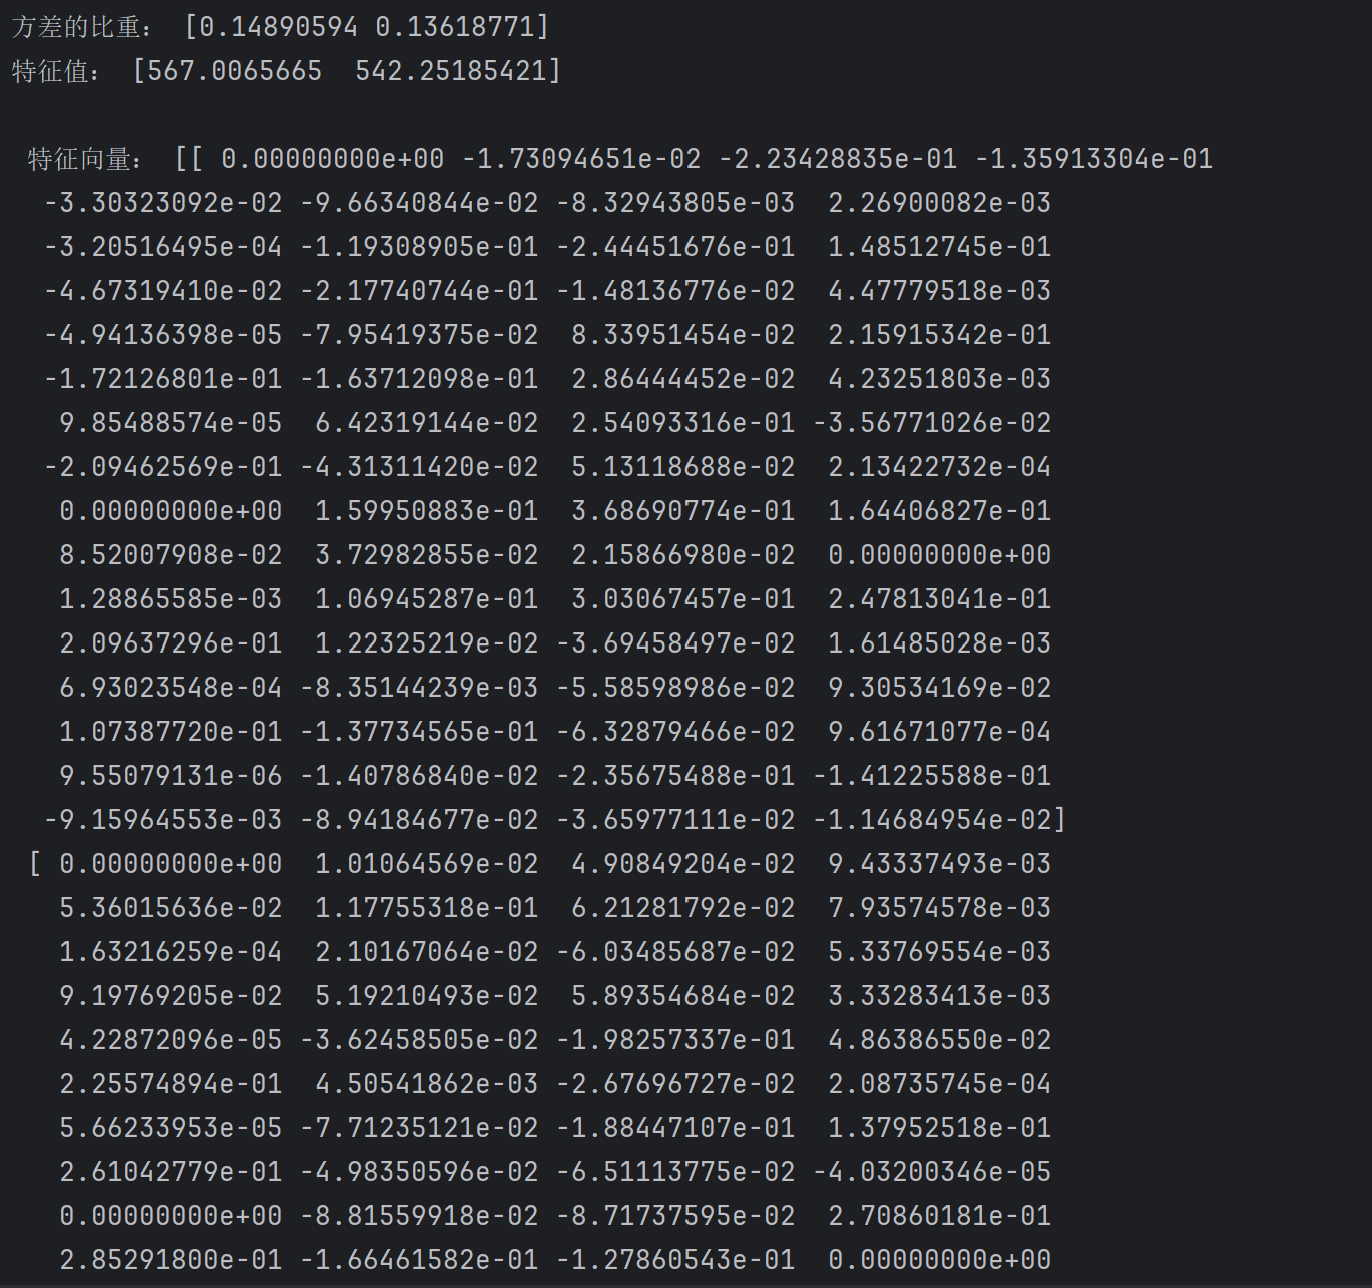 方差的比重： [0.14890594 0.13618771]
特征值： [567.0065665  542.25185421]
特征向量： [[ 0.00000000e+00 -1.73094651e-02 -2.23428835e-01 -1.35913304e-01
-3.30323092e-02 -9.66340844e-02 -8.32943805e-03  2.26900082e-03
-3.20516495e-04 -1.19308905e-01 -2.44451676e-01  1.48512745e-01
-4.67319410e-02 -2.17740744e-01 -1.48136776e-02  4.47779518e-03
-4.94136398e-05 -7.95419375e-02  8.33951454e-02  2.15915342e-01
-1.72126801e-01 -1.63712098e-01  2.86444452e-02  4.23251803e-03
9.85488574e-05  6.42319144e-02  2.54093316e-01 -3.56771026e-02
-2.09462569e-01 -4.31311420e-02  5.13118688e-02  2.13422732e-04
0.00000000e+00  1.59950883e-01  3.68690774e-01  1.64406827e-01
8.52007908e-02  3.72982855e-02  2.15866980e-02  0.00000000e+00
1.28865585e-03  1.06945287e-01  3.03067457e-01  2.47813041e-01
2.09637296e-01  1.22325219e-02 -3.69458497e-02  1.61485028e-03
6.93023548e-04 -8.35144239e-03 -5.58598986e-02  9.30534169e-02
1.07387720e-01 -1.37734565e-01 -6.32879466e-02  9.61671077e-04
9.55079131e-06 -1.40786840e-02 -2.35675488e-01 -1.41225588e-01
-9.15964553e-03 -8.94184677e-02 -3.65977111e-02 -1.14684954e-02]
[ 0.00000000e+00  1.01064569e-02  4.90849204e-02  9.43337493e-03
5.36015636e-02  1.17755318e-01  6.21281792e-02  7.93574578e-03
1.63216259e-04  2.10167064e-02 -6.03485687e-02  5.33769554e-03
9.19769205e-02  5.19210493e-02  5.89354684e-02  3.33283413e-03
4.22872096e-05 -3.62458505e-02 -1.98257337e-01  4.86386550e-02
2.25574894e-01  4.50541862e-03 -2.67696727e-02  2.08735745e-04
5.66233953e-05 -7.71235121e-02 -1.88447107e-01  1.37952518e-01
2.61042779e-01 -4.98350596e-02 -6.51113775e-02 -4.03200346e-05
0.00000000e+00 -8.81559918e-02 -8.71737595e-02  2.70860181e-01
2.85291800e-01 -1.66461582e-01 -1.27860543e-01  0.00000000e+00